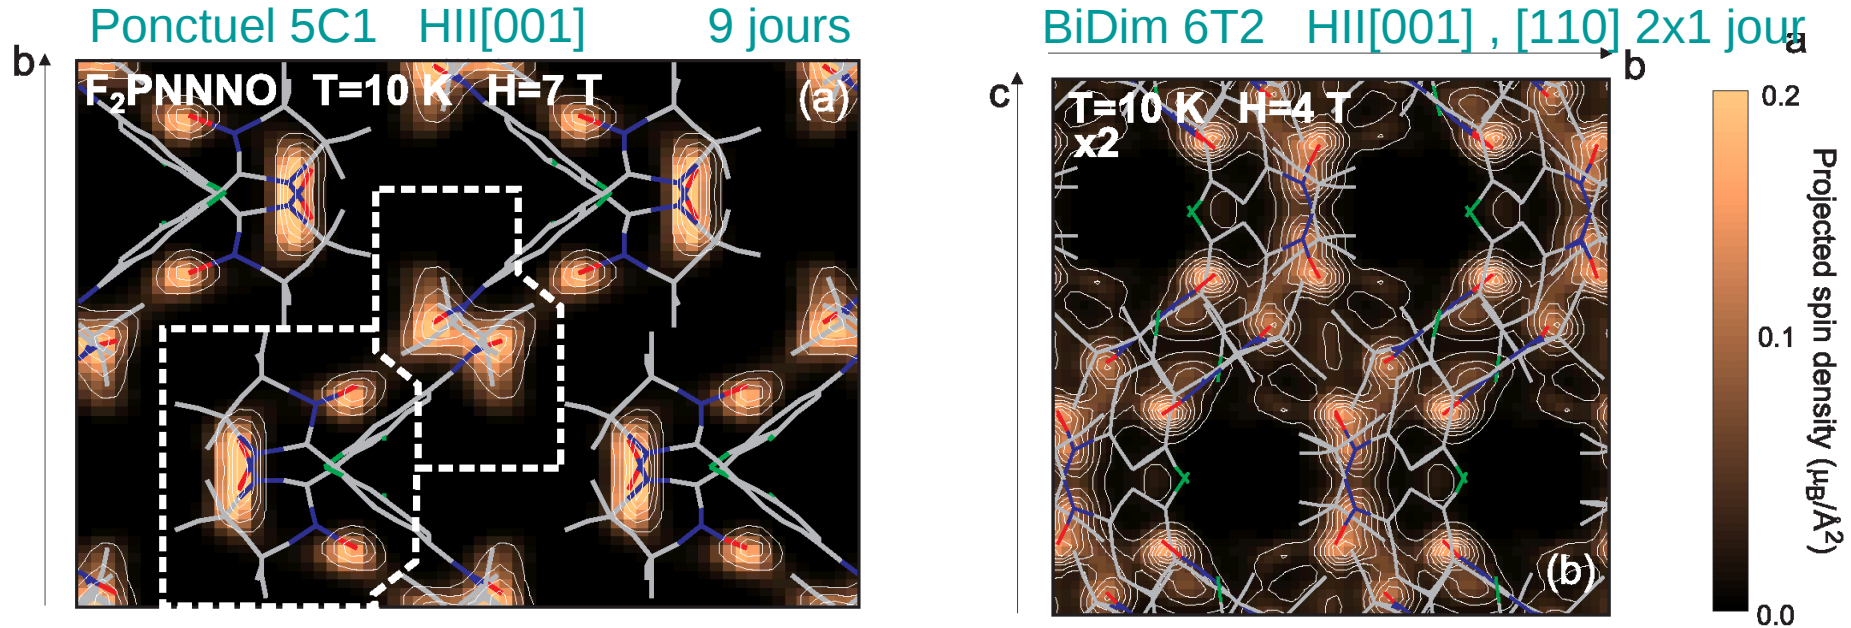 Ponctuel 5C1 HII[001] 9 jours
b
F₂PNNNO T=10 K H=7 T
(a)
BiDim 6T2 HII[001] , [110] 2x1 jour
a
b
c
T=10 K H=4 T
x2
(b)
0.2
0.1
0.0
Projected spin density (μB/Å²)